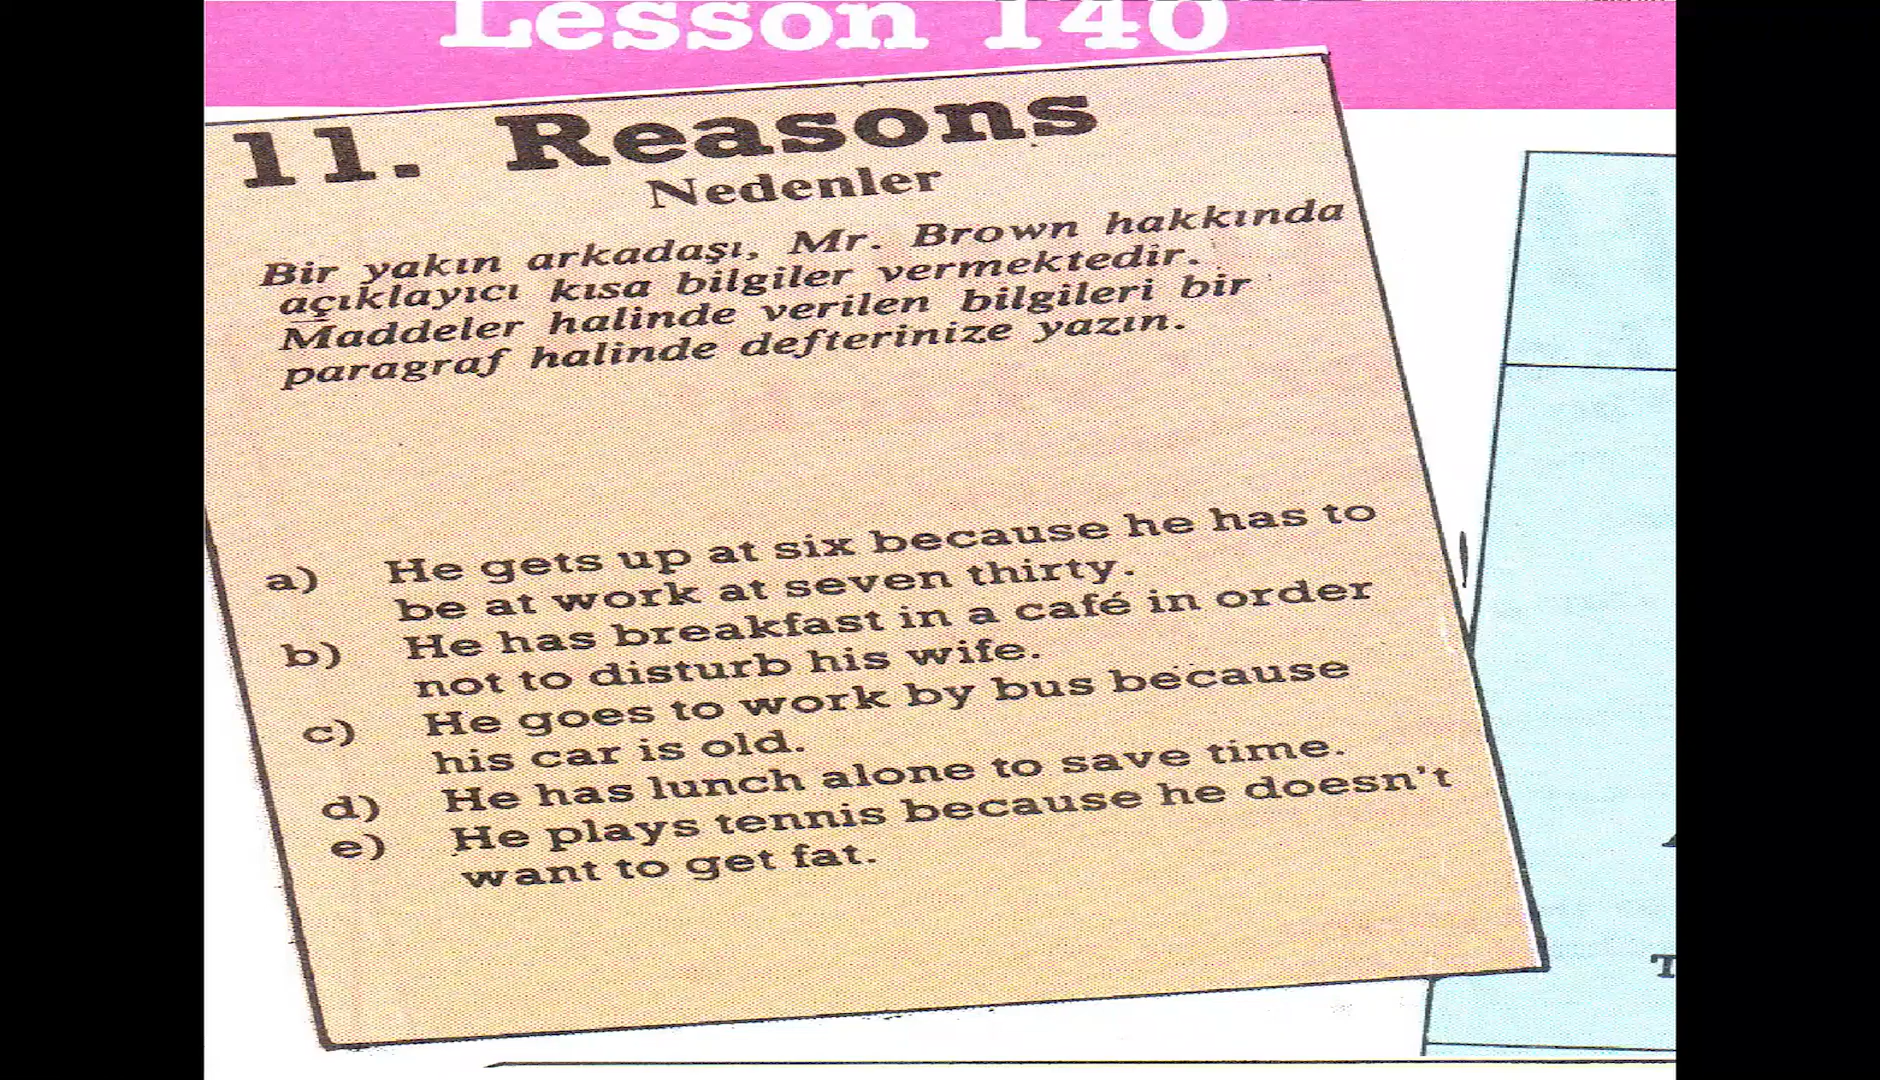 Lesson 140
11. Reasons
Nedenler
Bir yakın arkadaşı, Mr. Brown hakkında
açıklayıcı kısa bilgiler vermektedir.
Maddeler halinde verilen bilgileri bir
paragraf halinde defterinize yazın.
a) He gets up at six because he has to
be at work at seven thirty.
b) He has breakfast in a café in order
not to disturb his wife.
c) He goes to work by bus because
his car is old.
d) He has lunch alone to save time.
e) He plays tennis because he doesn't
want to get fat.